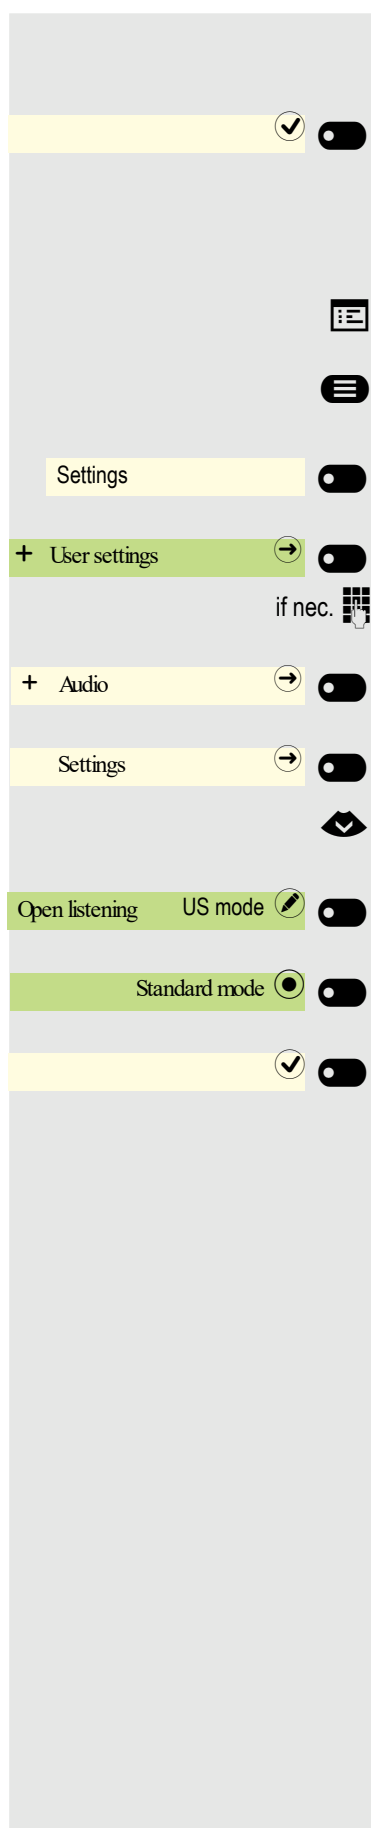 Settings
+ User settings
if nec.
+ Audio
Settings
Open listening US mode
Standard mode